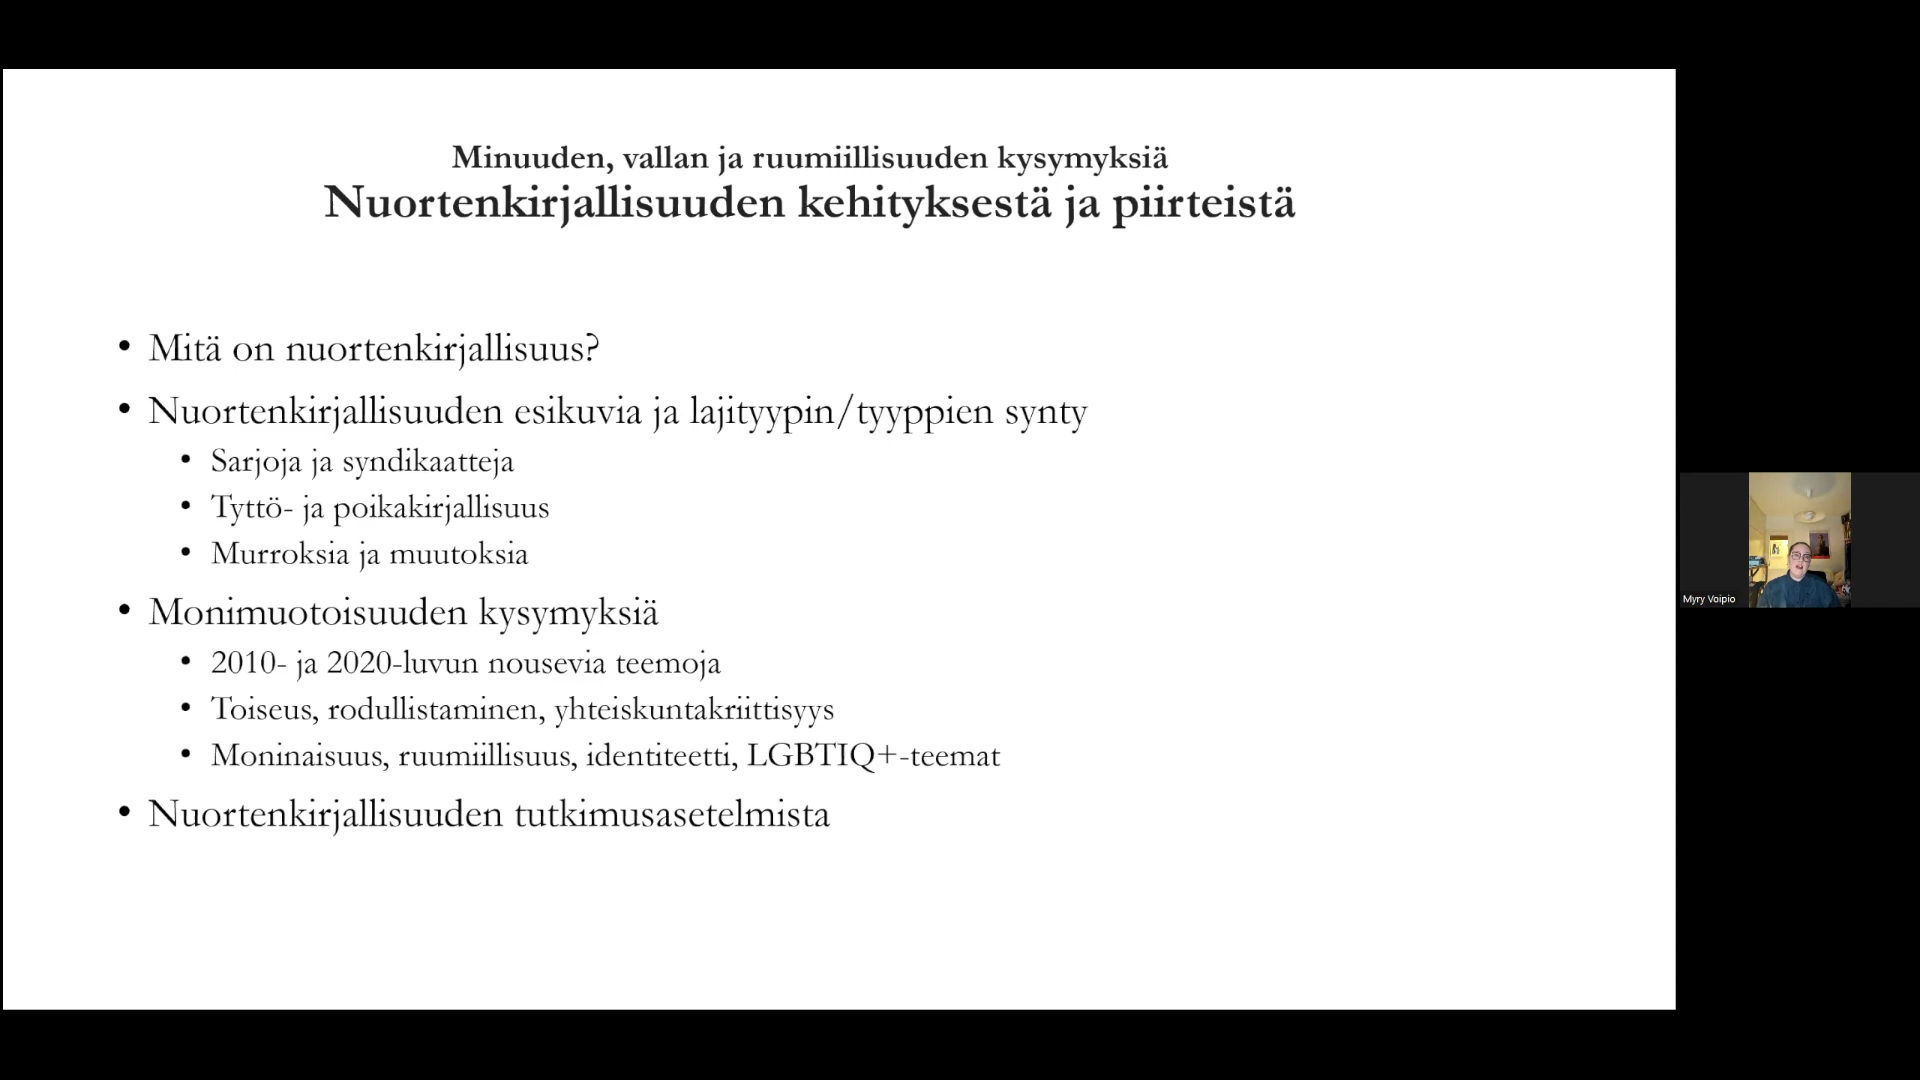 Minuuden, vallan ja ruumiillisuuden kysymyksiä
Nuortenkirjallisuuden kehityksestä ja piirteistä
• Mitä on nuortenkirjallisuus?
• Nuortenkirjallisuuden esikuvia ja lajityypin/tyyppien synty
• Sarjoja ja syndikaatteja
• Tyttö- ja poikakirjallisuus
• Murroksia ja muutoksia
• Monimuotoisuuden kysymyksiä
• 2010- ja 2020-luvun nousevia teemoja
• Toiseus, rodullistaminen, yhteiskuntakriittisyys
• Moninaisuus, ruumiillisuus, identiteetti, LGBTIQ+-teemat
• Nuortenkirjallisuuden tutkimusasetelmista
Myry Voipio